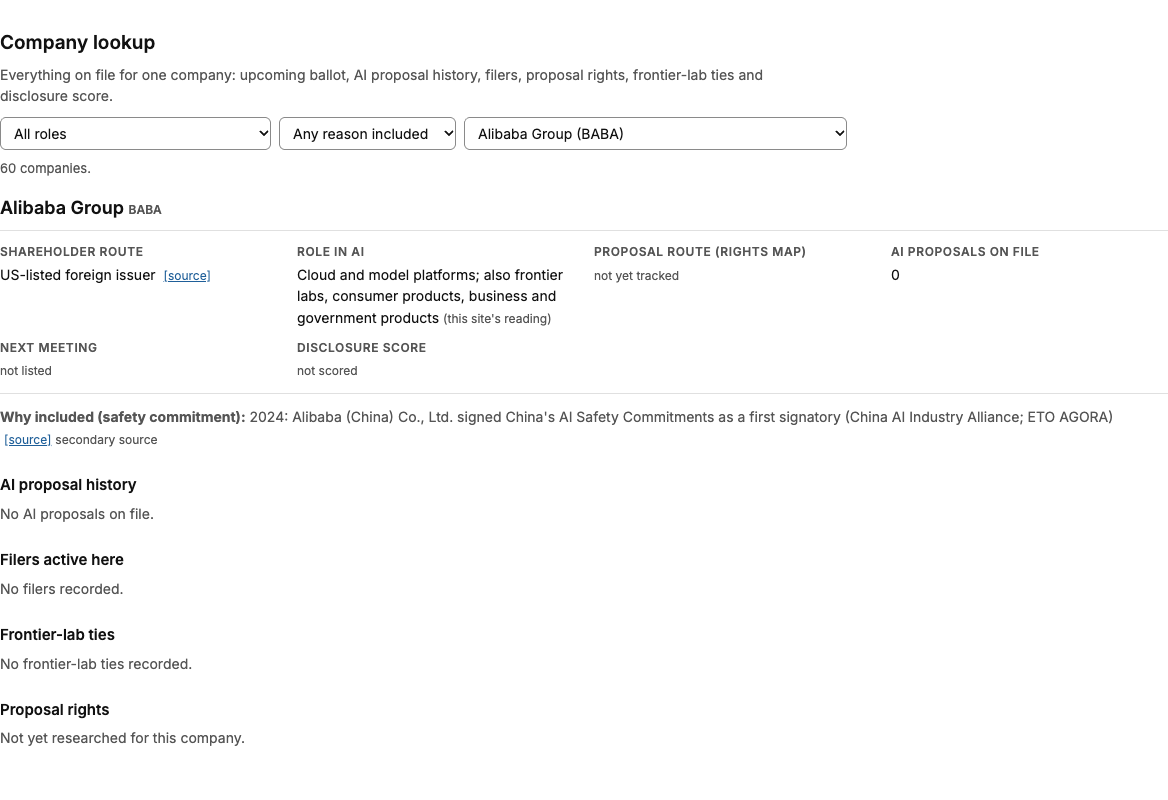 Company lookup
Everything on file for one company: upcoming ballot, AI proposal history, filers, proposal rights, frontier-lab ties and
disclosure score.
All roles
Any reason included
Alibaba Group (BABA)
60 companies.
Alibaba Group BABA
SHAREHOLDER ROUTE
US-listed foreign issuer [source]
ROLE IN AI
Cloud and model platforms; also frontier
labs, consumer products, business and
government products (this site's reading)
PROPOSAL ROUTE (RIGHTS MAP)
not yet tracked
AI PROPOSALS ON FILE
0
NEXT MEETING
not listed
DISCLOSURE SCORE
not scored
Why included (safety commitment): 2024: Alibaba (China) Co., Ltd. signed China's AI Safety Commitments as a first signatory (China AI Industry Alliance; ETO AGORA)
[source] secondary source
AI proposal history
No AI proposals on file.
Filers active here
No filers recorded.
Frontier-lab ties
No frontier-lab ties recorded.
Proposal rights
Not yet researched for this company.